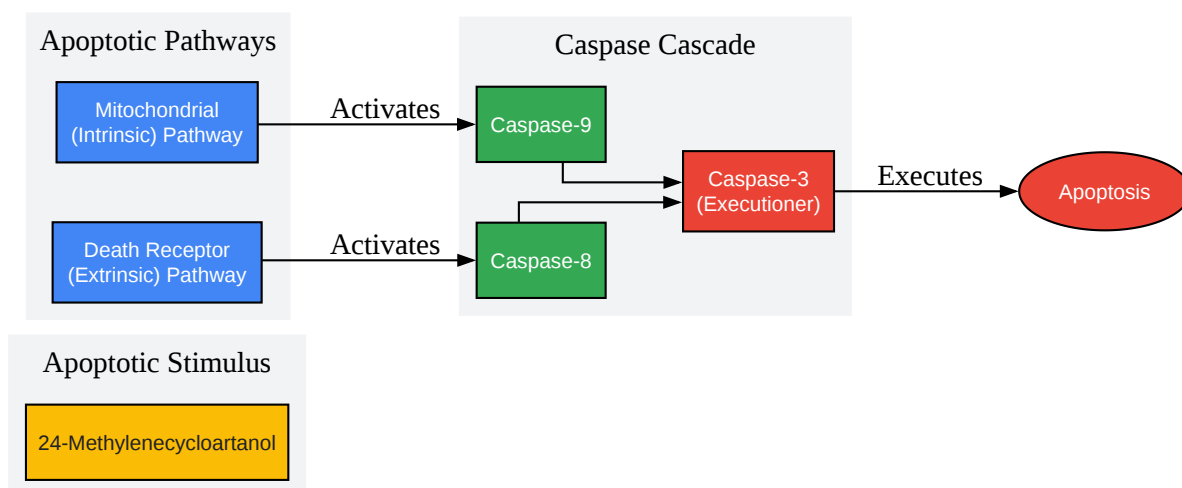 Apoptotic Pathways
Mitochondrial
(Intrinsic) Pathway
Death Receptor
(Extrinsic) Pathway
Activates
Activates
Caspase Cascade
Caspase-9
Caspase-8
Caspase-3
(Executioner)
Executes
Apoptosis
Apoptotic Stimulus
24-Methylenecycloartanol